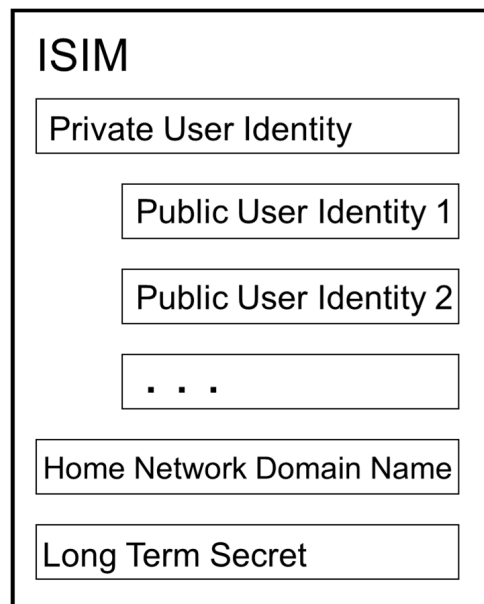 ISIM
Private User Identity
Public User Identity 1
Public User Identity 2
. . .
Home Network Domain Name
Long Term Secret